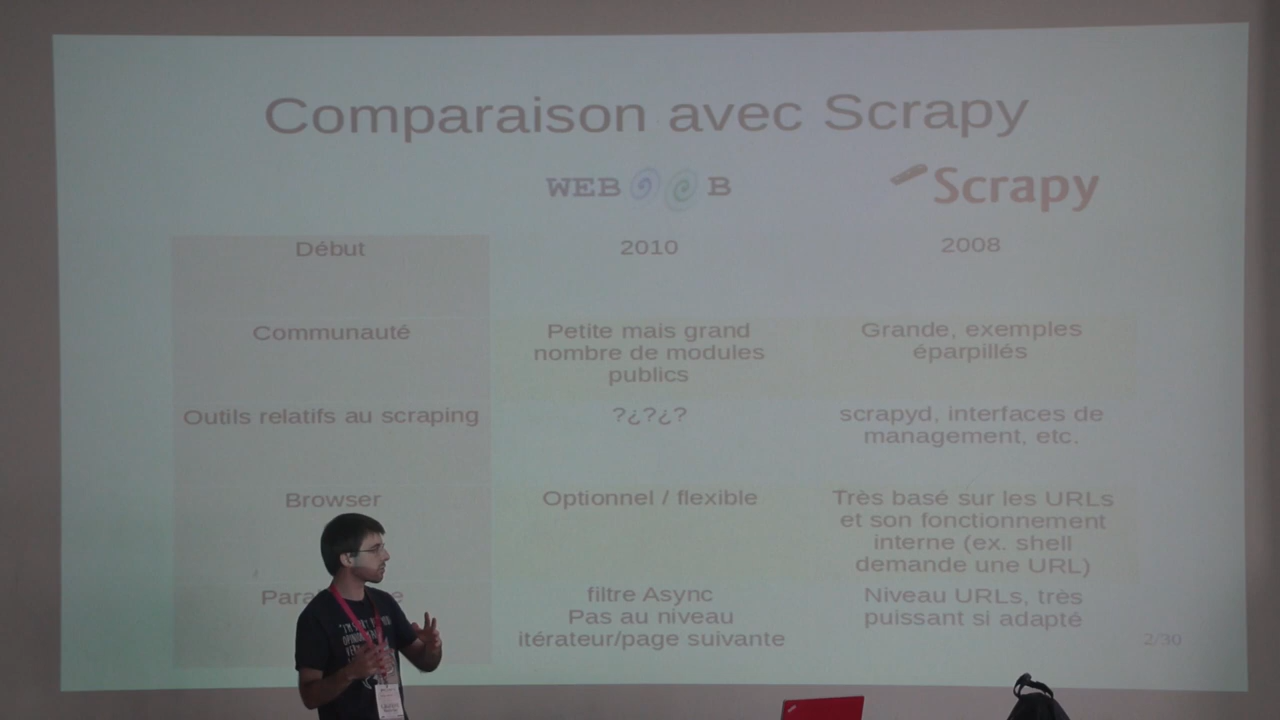 Comparaison avec Scrapy
WEB B
Scrapy
Début
2010
2008
Communauté
Petite mais grand
nombre de modules
publics
Grande, exemples
éparpillés
Outils relatifs au scraping
?¿?¿?
scrapyd, interfaces de
management, etc.
Browser
Optionnel / flexible
Très basé sur les URLs
et son fonctionnement
interne (ex. shell
demande une URL)
filtre Async
Pas au niveau
itérateur/page suivante
Niveau URLs, très
puissant si adapté
2/30